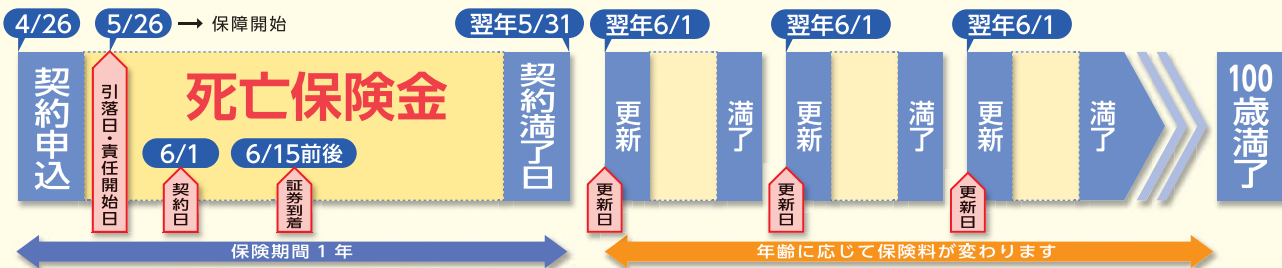 4/26
5/26
保障開始
翌年5/31
翌年6/1
翌年6/1
翌年6/1
契約申込
引落日・責任開始日
死亡保険金
6/1
契約日
6/15前後
証券到着
契約満了日
更新
更新日
満了
更新
更新日
満了
更新
更新日
満了
100歳満了
保険期間1年
年齢に応じて保険料が変わります